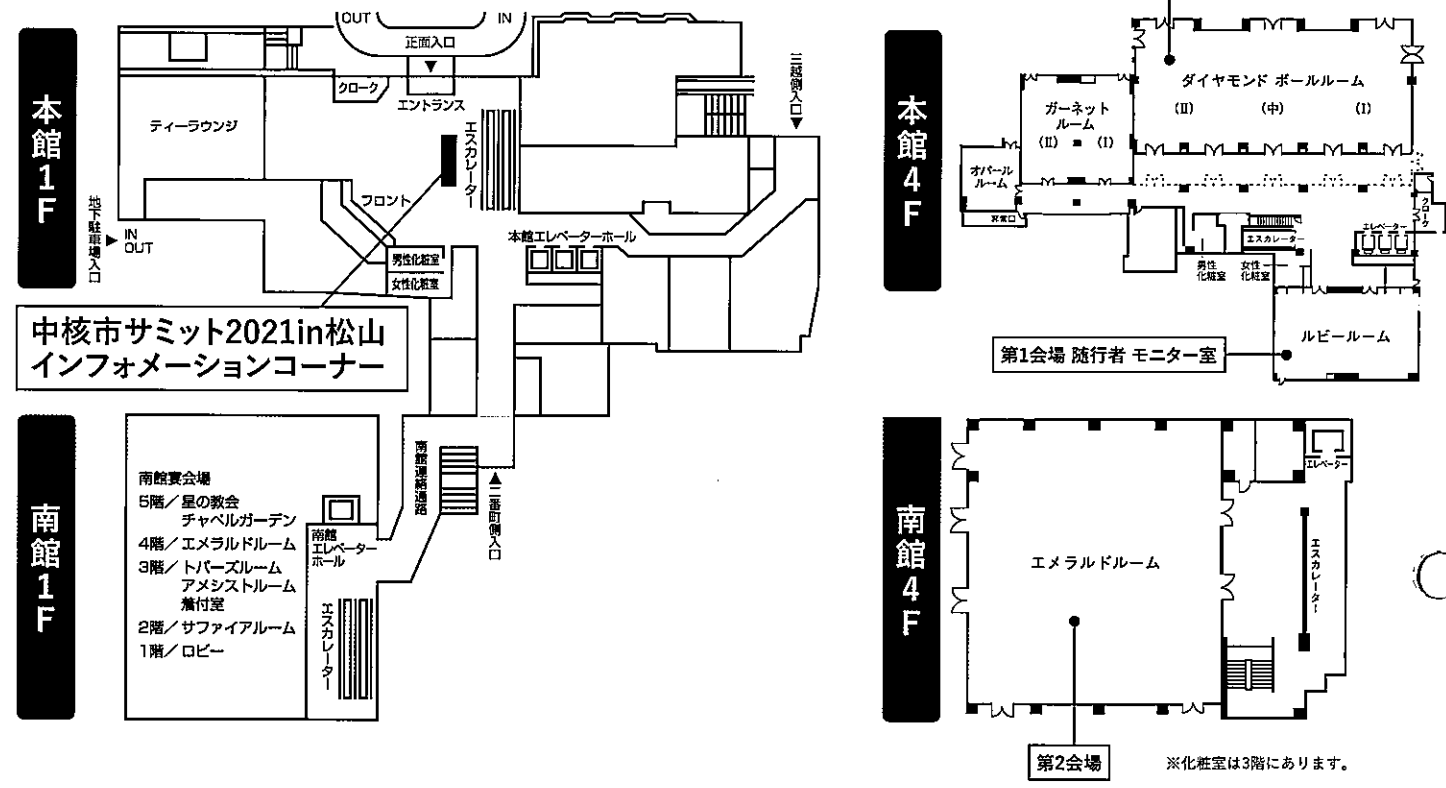 本館1F
OUT
IN
正面入口
クローク
エントランス
ティーラウンジ
エスカレーター
三越側入口
フロント
地下駐車場入口
IN
OUT
本館エレベーターホール
男性化粧室
女性化粧室
中核市サミット2021in松山
インフォメーションコーナー
南館1F
南館宴会場
5階/星の教会
チャペルガーデン
4階/エメラルドルーム
3階/トパーズルーム
アメシストルーム
着付室
2階/サファイアルーム
1階/ロビー
南館
エレベーター
ホール
エスカレーター
南館連絡通路
二番町側入口
本館4F
ダイヤモンド ボールルーム
(II)
(中)
(I)
ガーネット
ルーム
(II)
(I)
オパール
ルーム
非常口
エスカレーター
エレベーター
クローク
男性
化粧室
女性
化粧室
ルビールーム
第1会場 随行者 モニター室
南館4F
エレベーター
エメラルドルーム
エスカレーター
第2会場
※化粧室は3階にあります。